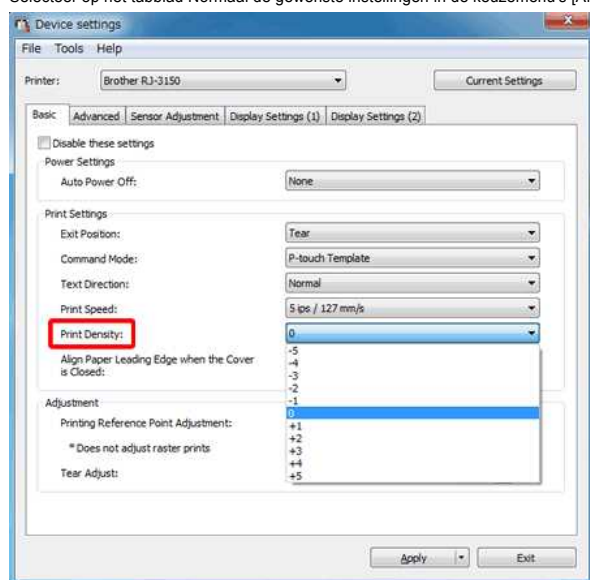 Selecteer op het tabblad Normaal de gewenste instellingen in de keuzemenu's
Device settings
File Tools Help
Printer: Brother RJ-3150 Current Settings
Basic Advanced Sensor Adjustment Display Settings (1) Display Settings (2)
Disable these settings
Power Settings
Auto Power Off: None
Print Settings
Exit Position: Tear
Command Mode: P-touch Template
Text Direction: Normal
Print Speed: 5 ips / 127 mm/s
Print Density: 0
-5
-4
Align Paper Leading Edge when the Cover
is Closed:
-3
-2
-1
Adjustment
0
Printing Reference Point Adjustment:
+1
+2
* Does not adjust raster prints
+3
+4
Tear Adjust:
+5
Apply Exit